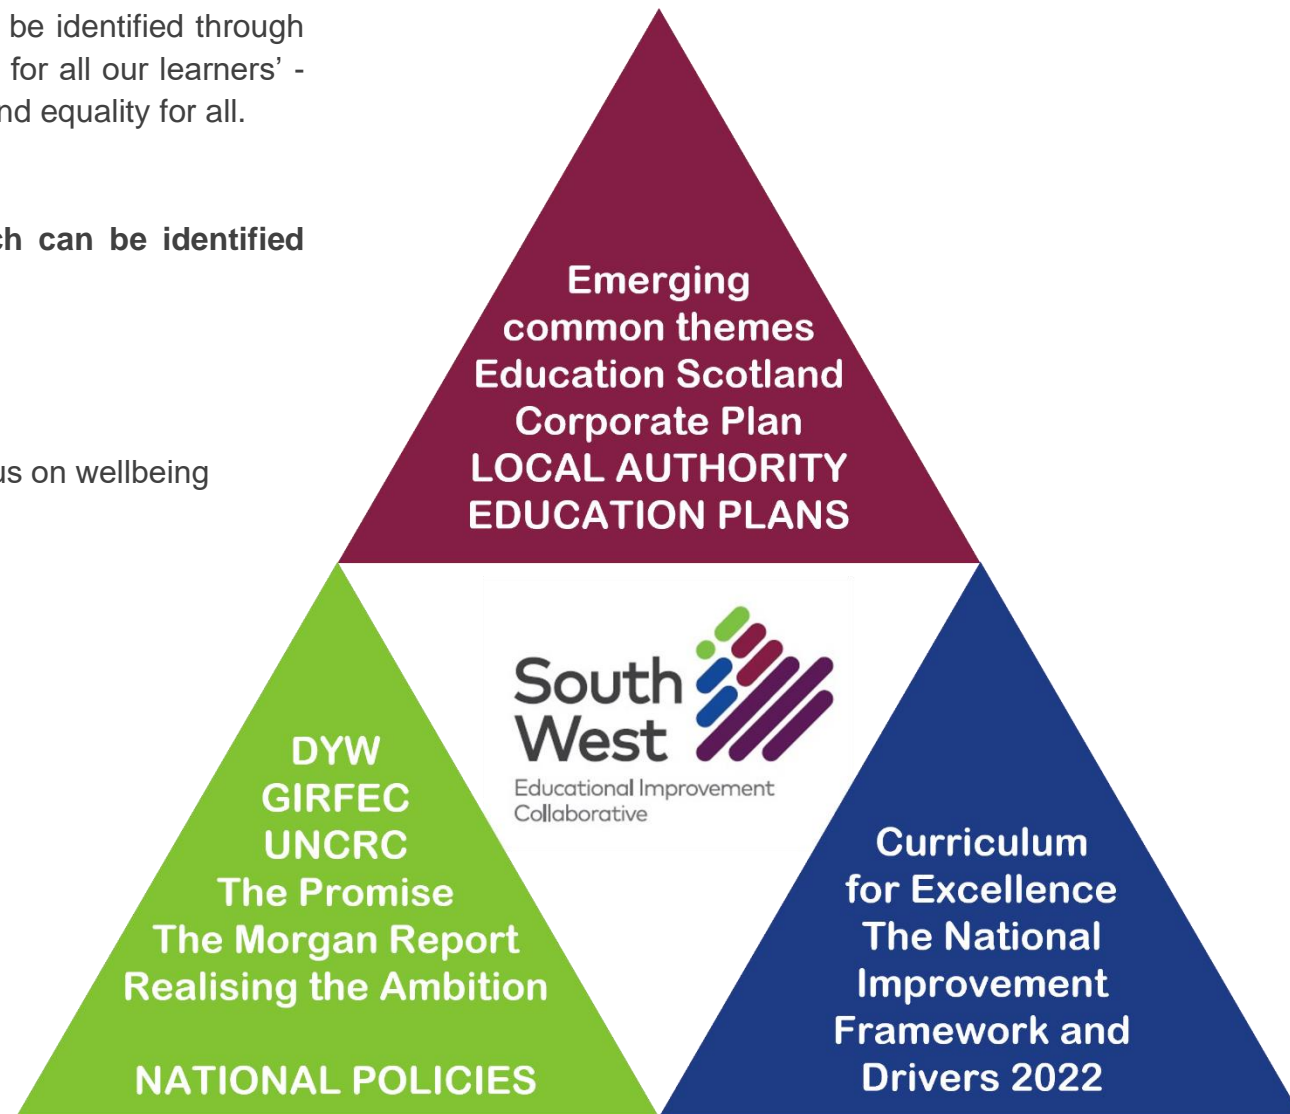 be identified through
for all our learners’ -
nd equality for all.
ch can be identified
us on wellbeing
Emerging
common themes
Education Scotland
Corporate Plan
LOCAL AUTHORITY
EDUCATION PLANS
South
West
Educational Improvement
Collaborative
DYW
GIRFEC
UNCRC
The Promise
The Morgan Report
Realising the Ambition
NATIONAL POLICIES
Curriculum
for Excellence
The National
Improvement
Framework and
Drivers 2022